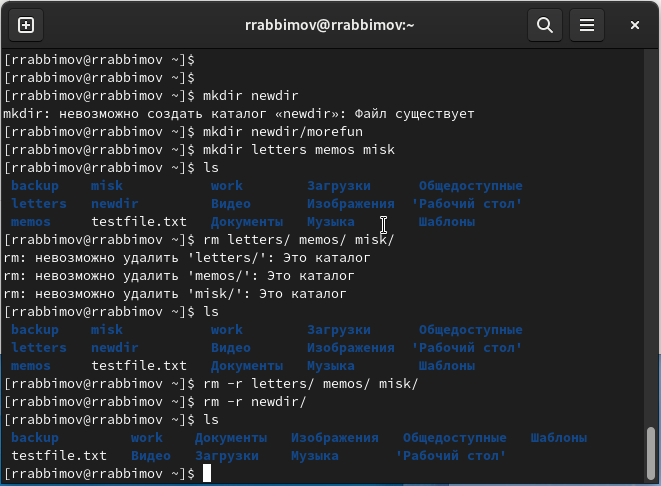 rrabbimov@rrabbimov:~
[rrabbimov@rrabbimov ~]$
[rrabbimov@rrabbimov ~]$
[rrabbimov@rrabbimov ~]$ mkdir newdir
mkdir: невозможно создать каталог «newdir»: Файл существует
[rrabbimov@rrabbimov ~]$ mkdir newdir/morefun
[rrabbimov@rrabbimov ~]$ mkdir letters memos misk
[rrabbimov@rrabbimov ~]$ ls
backup misk work Загрузки Общедоступные
letters newdir Видео Изображения 'Рабочий стол'
memos testfile.txt Документы Музыка Шаблоны
[rrabbimov@rrabbimov ~]$ rm letters/ memos/ misk/
rm: невозможно удалить 'letters/': Это каталог
rm: невозможно удалить 'memos/': Это каталог
rm: невозможно удалить 'misk/': Это каталог
[rrabbimov@rrabbimov ~]$ ls
backup misk work Загрузки Общедоступные
letters newdir Видео Изображения 'Рабочий стол'
memos testfile.txt Документы Музыка Шаблоны
[rrabbimov@rrabbimov ~]$ rm -r letters/ memos/ misk/
[rrabbimov@rrabbimov ~]$ rm -r newdir/
[rrabbimov@rrabbimov ~]$ ls
backup work Документы Изображения Общедоступные Шаблоны
testfile.txt Видео Загрузки Музыка 'Рабочий стол'
[rrabbimov@rrabbimov ~]$